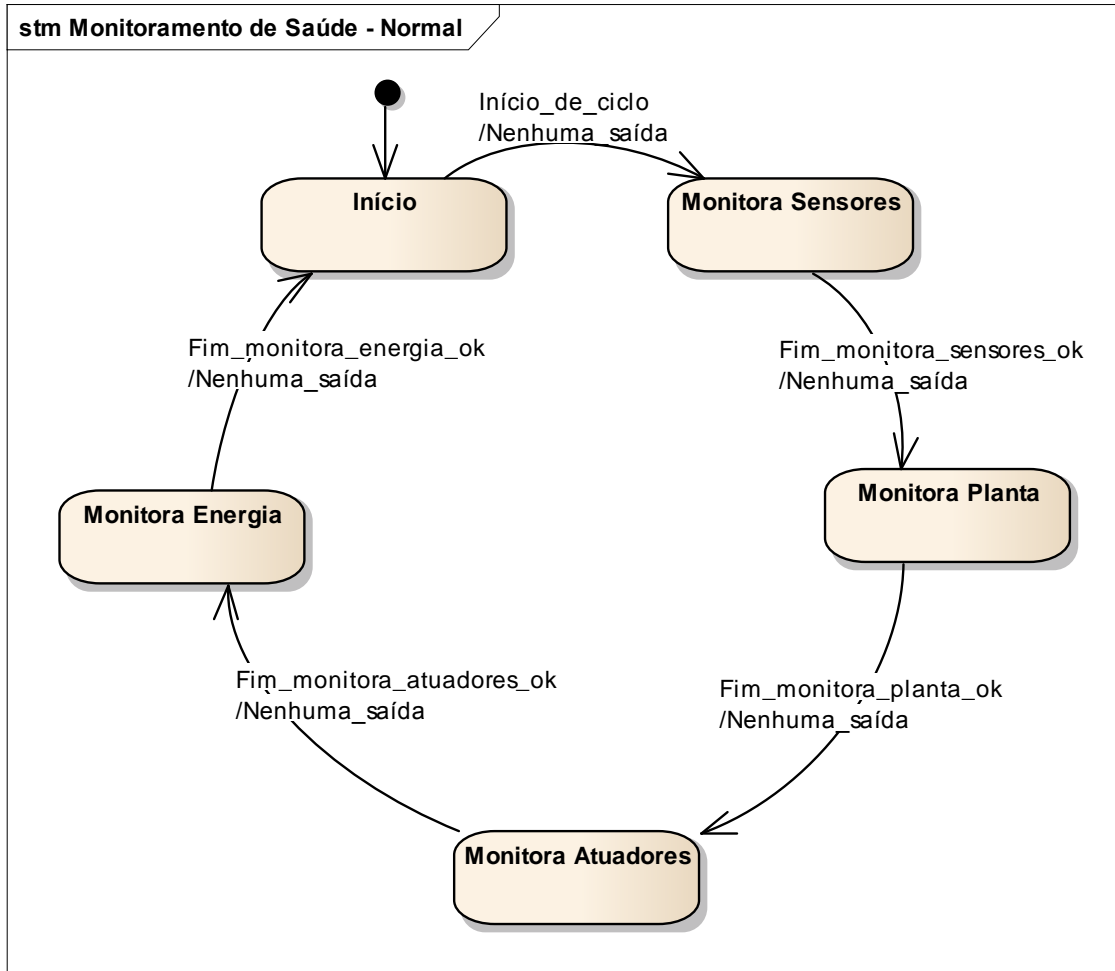 stm Monitoramento de Saúde - Normal
Início_de_ciclo
/Nenhuma_saída
Início
Monitora Sensores
Fim_monitora_energia_ok
/Nenhuma_saída
Fim_monitora_sensores_ok
/Nenhuma_saída
Monitora Energia
Monitora Planta
Fim_monitora_atuadores_ok
/Nenhuma_saída
Fim_monitora_planta_ok
/Nenhuma_saída
Monitora Atuadores